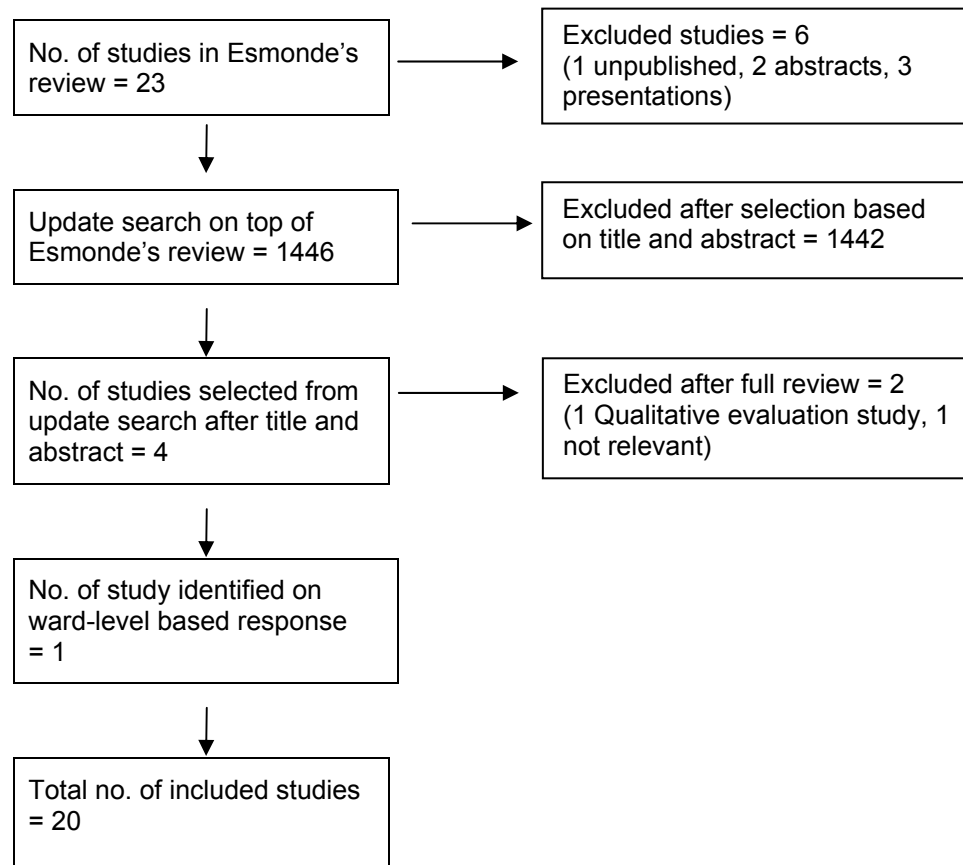 No. of studies in Esmonde’s
review = 23
Excluded studies = 6
(1 unpublished, 2 abstracts, 3
presentations)
Update search on top of
Esmonde’s review = 1446
Excluded after selection based
on title and abstract = 1442
No. of studies selected from
update search after title and
abstract = 4
Excluded after full review = 2
(1 Qualitative evaluation study, 1
not relevant)
No. of study identified on
ward-level based response
= 1
Total no. of included studies
= 20